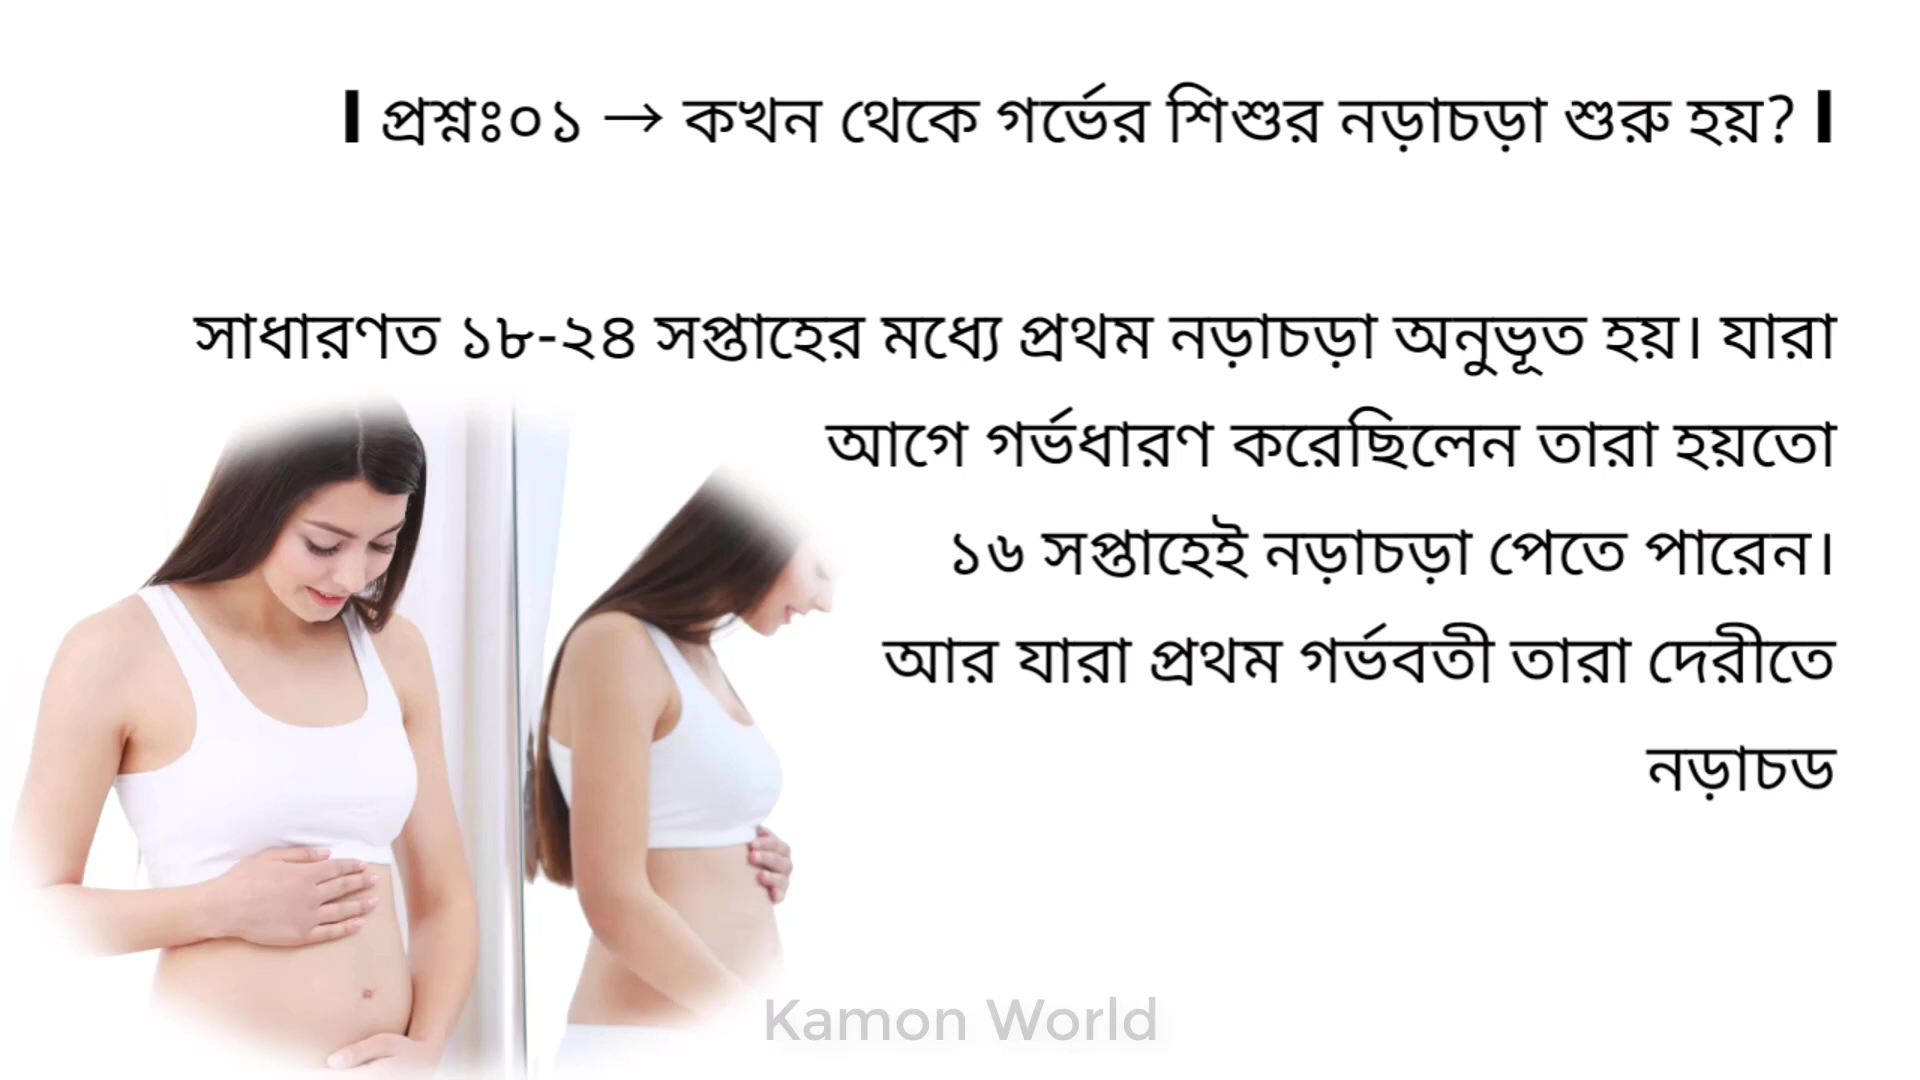 | প্রশ্নঃ০১ → কখন থেকে গর্ভের শিশুর নড়াচড়া শুরু হয়? |
সাধারণত ১৮-২৪ সপ্তাহের মধ্যে প্রথম নড়াচড়া অনুভূত হয়। যারা
আগে গর্ভধারণ করেছিলেন তারা হয়তো
১৬ সপ্তাহেই নড়াচড়া পেতে পারেন।
আর যারা প্রথম গর্ভবতী তারা দেরীতে
নড়াচড
Kamon World